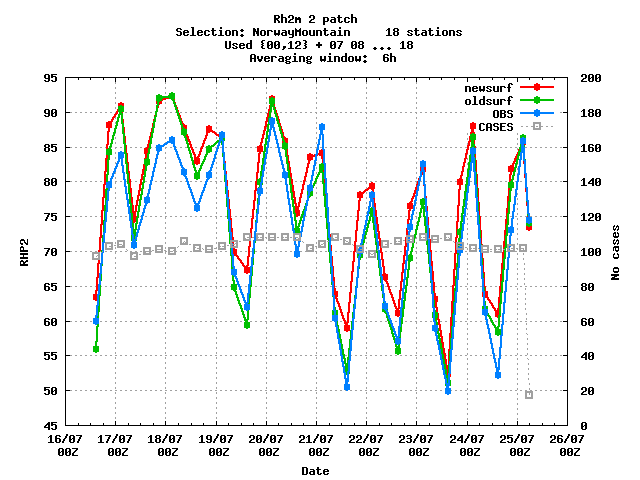 Rh2m 2 patch
Selection: NorwayMountain 18 stations
Used {00,12} + 07 08 ... 18
Averaging window: 6h
95 200
90 180
85 160
80 140
75 120
70 100
65 80
60 60
55 40
50 20
45 0
newsurf
oldsurf
OBS
CASES
RHP2
No cases
16/07 17/07 18/07 19/07 20/07 21/07 22/07 23/07 24/07 25/07 26/07
00Z 00Z 00Z 00Z 00Z 00Z 00Z 00Z 00Z 00Z 00Z
Date